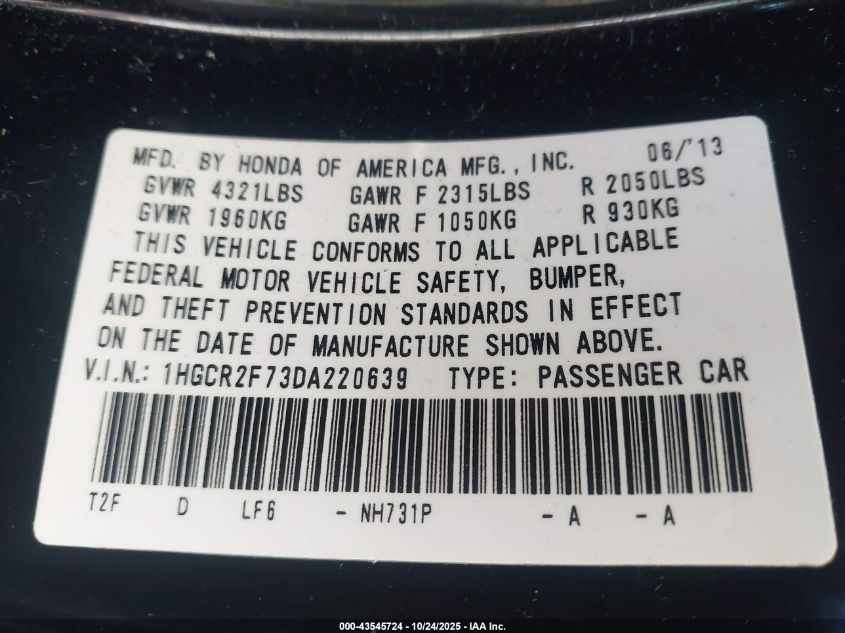 MFD. BY HONDA OF AMERICA MFG., INC. 06/13
GVWR 4321LBS GAWR F 2315LBS R 2050LBS
GVWR 1960KG GAWR F 1050KG R 930KG
THIS VEHICLE CONFORMS TO ALL APPLICABLE
FEDERAL MOTOR VEHICLE SAFETY, BUMPER,
AND THEFT PREVENTION STANDARDS IN EFFECT
ON THE DATE OF MANUFACTURE SHOWN ABOVE.
V.I.N.: 1HGCR2F73DA220639 TYPE: PASSENGER CAR
T2F D LF6 - NH731P - A - A
000-43545724 - 10/24/2025 - IAA Inc.